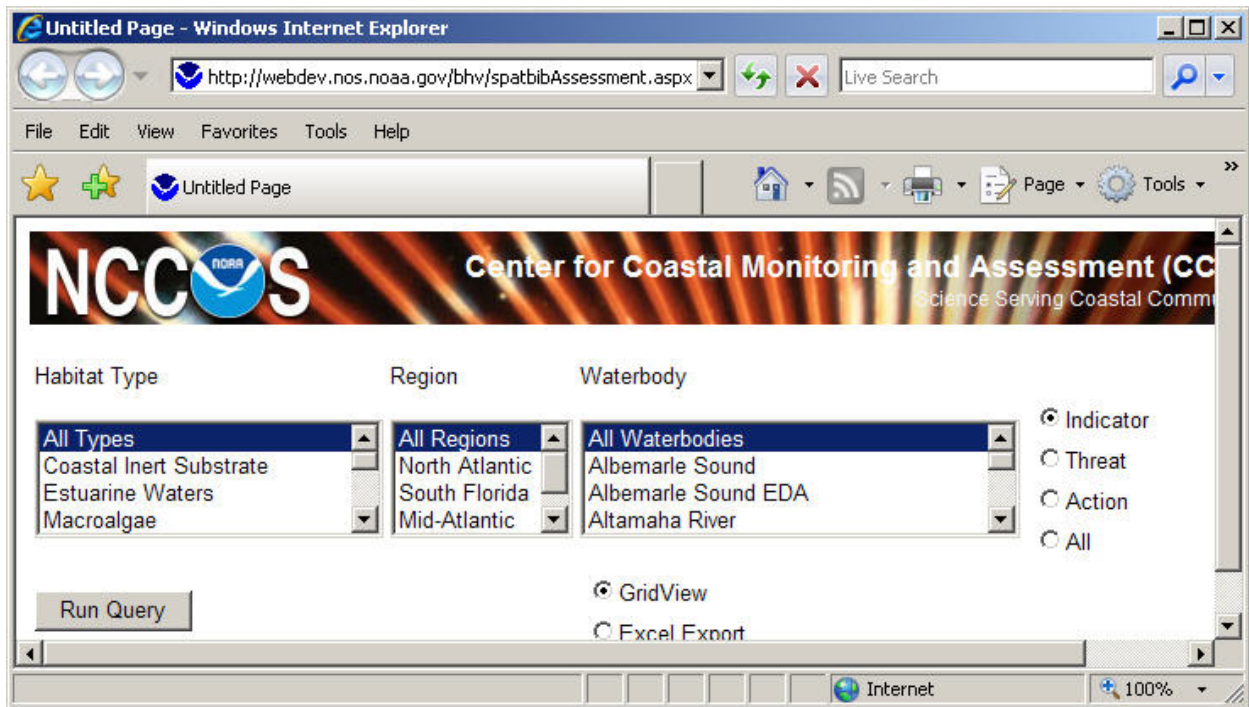 Untitled Page - Windows Internet Explorer
http://webdev.nos.noaa.gov/bhv/spatbibAssessment.aspx
Live Search
File Edit View Favorites Tools Help
Untitled Page
Page
Tools
»
NCCOS
NOAA
Center for Coastal Monitoring and Assessment (CC
Science Serving Coastal Commu
Habitat Type
Region
Waterbody
All Types
Coastal Inert Substrate
Estuarine Waters
Macroalgae
All Regions
North Atlantic
South Florida
Mid-Atlantic
All Waterbodies
Albemarle Sound
Albemarle Sound EDA
Altamaha River
Indicator
Threat
Action
All
Run Query
GridView
Excel Export
Internet
100%